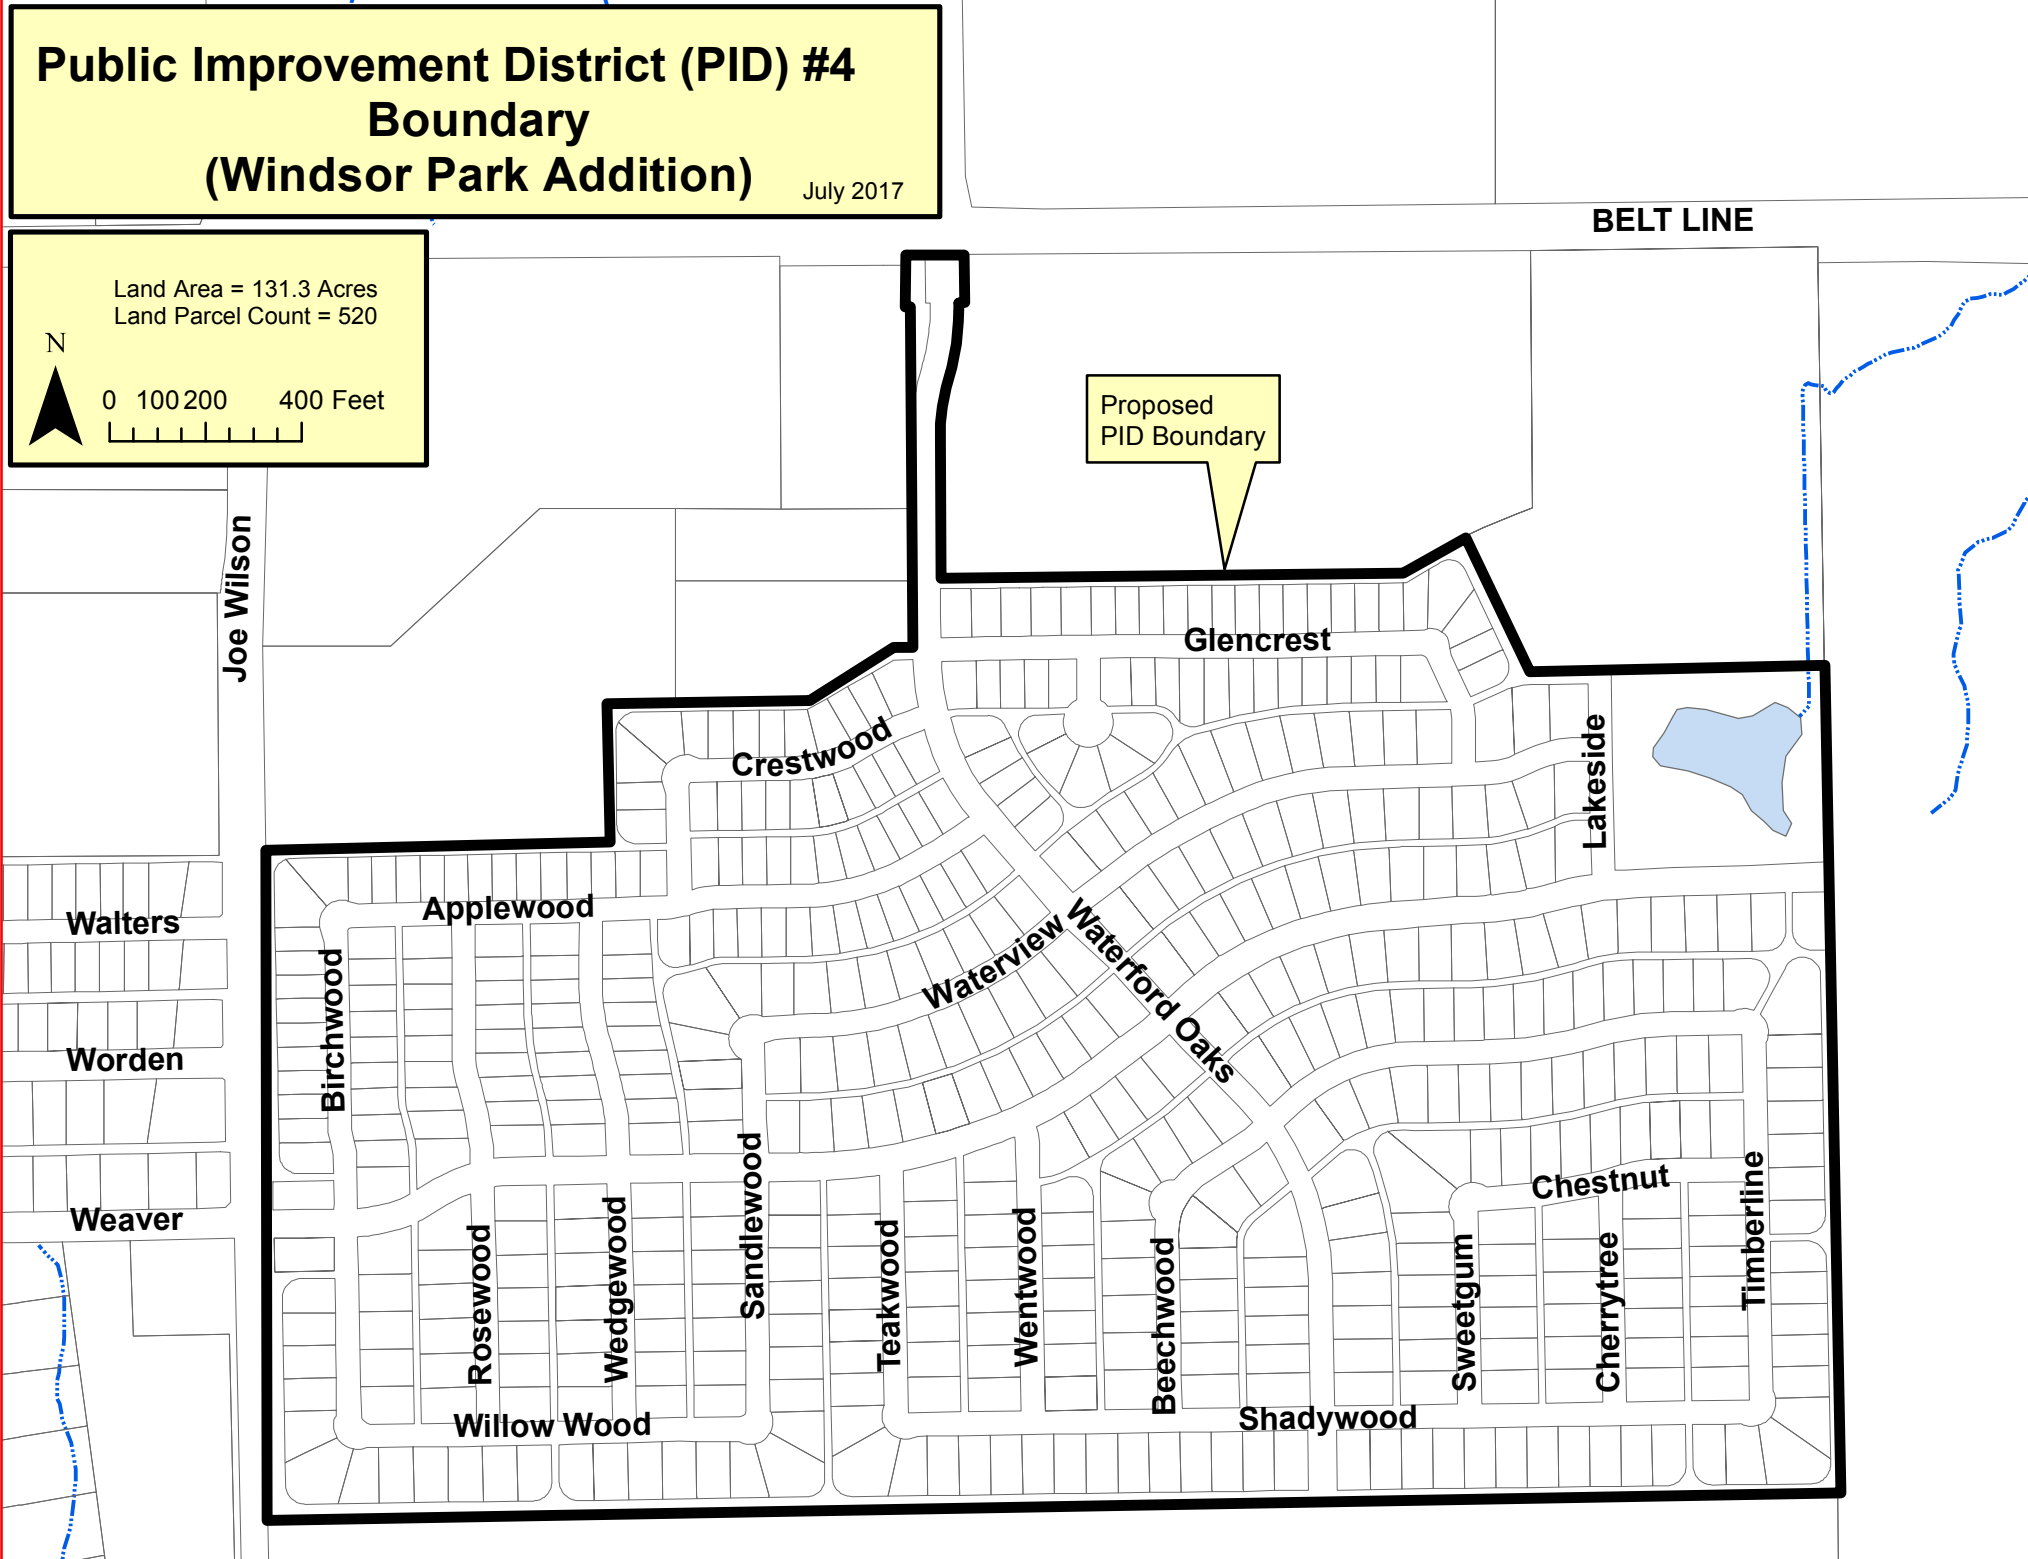 Public Improvement District (PID) #4
Boundary
(Windsor Park Addition)
July 2017
BELT LINE
Land Area = 131.3 Acres
Land Parcel Count = 520
N
0 100 200 400 Feet
Proposed
PID Boundary
Joe Wilson
Glencrest
Crestwood
Lakeside
Applewood
Walters
Waterview
Waterford Oaks
Birchwood
Worden
Sandlewood
Chestnut
Timberline
Weaver
Rosewood
Wedgewood
Teakwood
Wentwood
Beechwood
Sweetgum
Cherrytree
Willow Wood
Shadywood